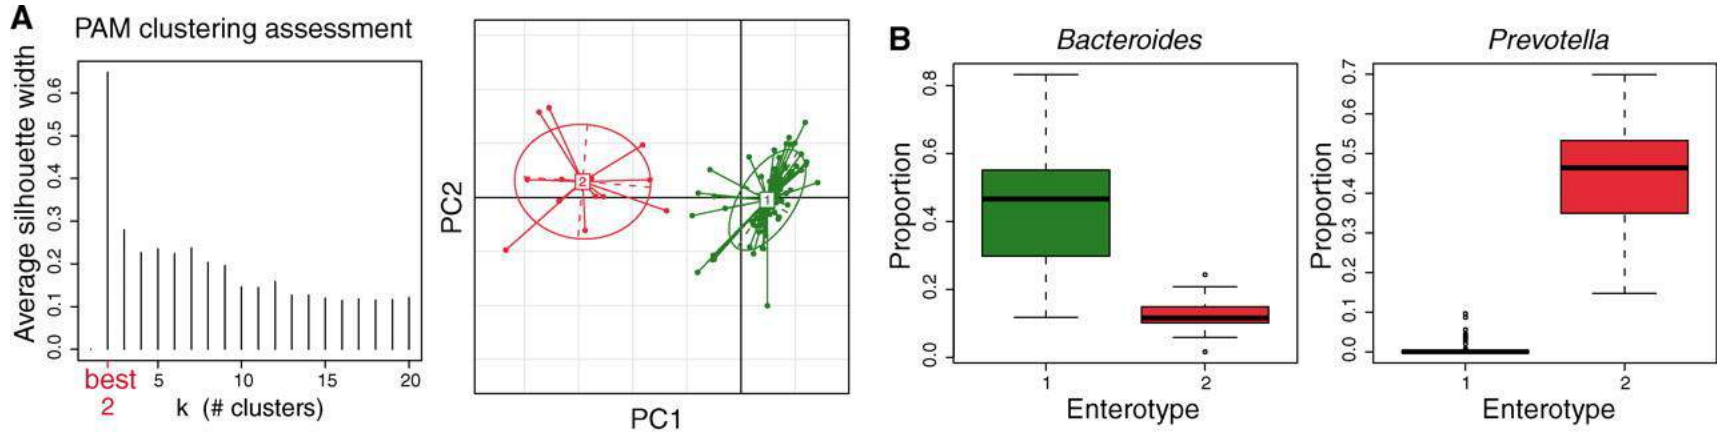 A
PAM clustering assessment
Average silhouette width
0.0 0.1 0.2 0.3 0.4 0.5 0.6
best 5 10 15 20
2
k (# clusters)
PC2
2
1
PC1
B
Bacteroides
Proportion
0.0 0.2 0.4 0.6 0.8
1 2
Enterotype
Prevotella
Proportion
0.0 0.1 0.2 0.3 0.4 0.5 0.6 0.7
1 2
Enterotype